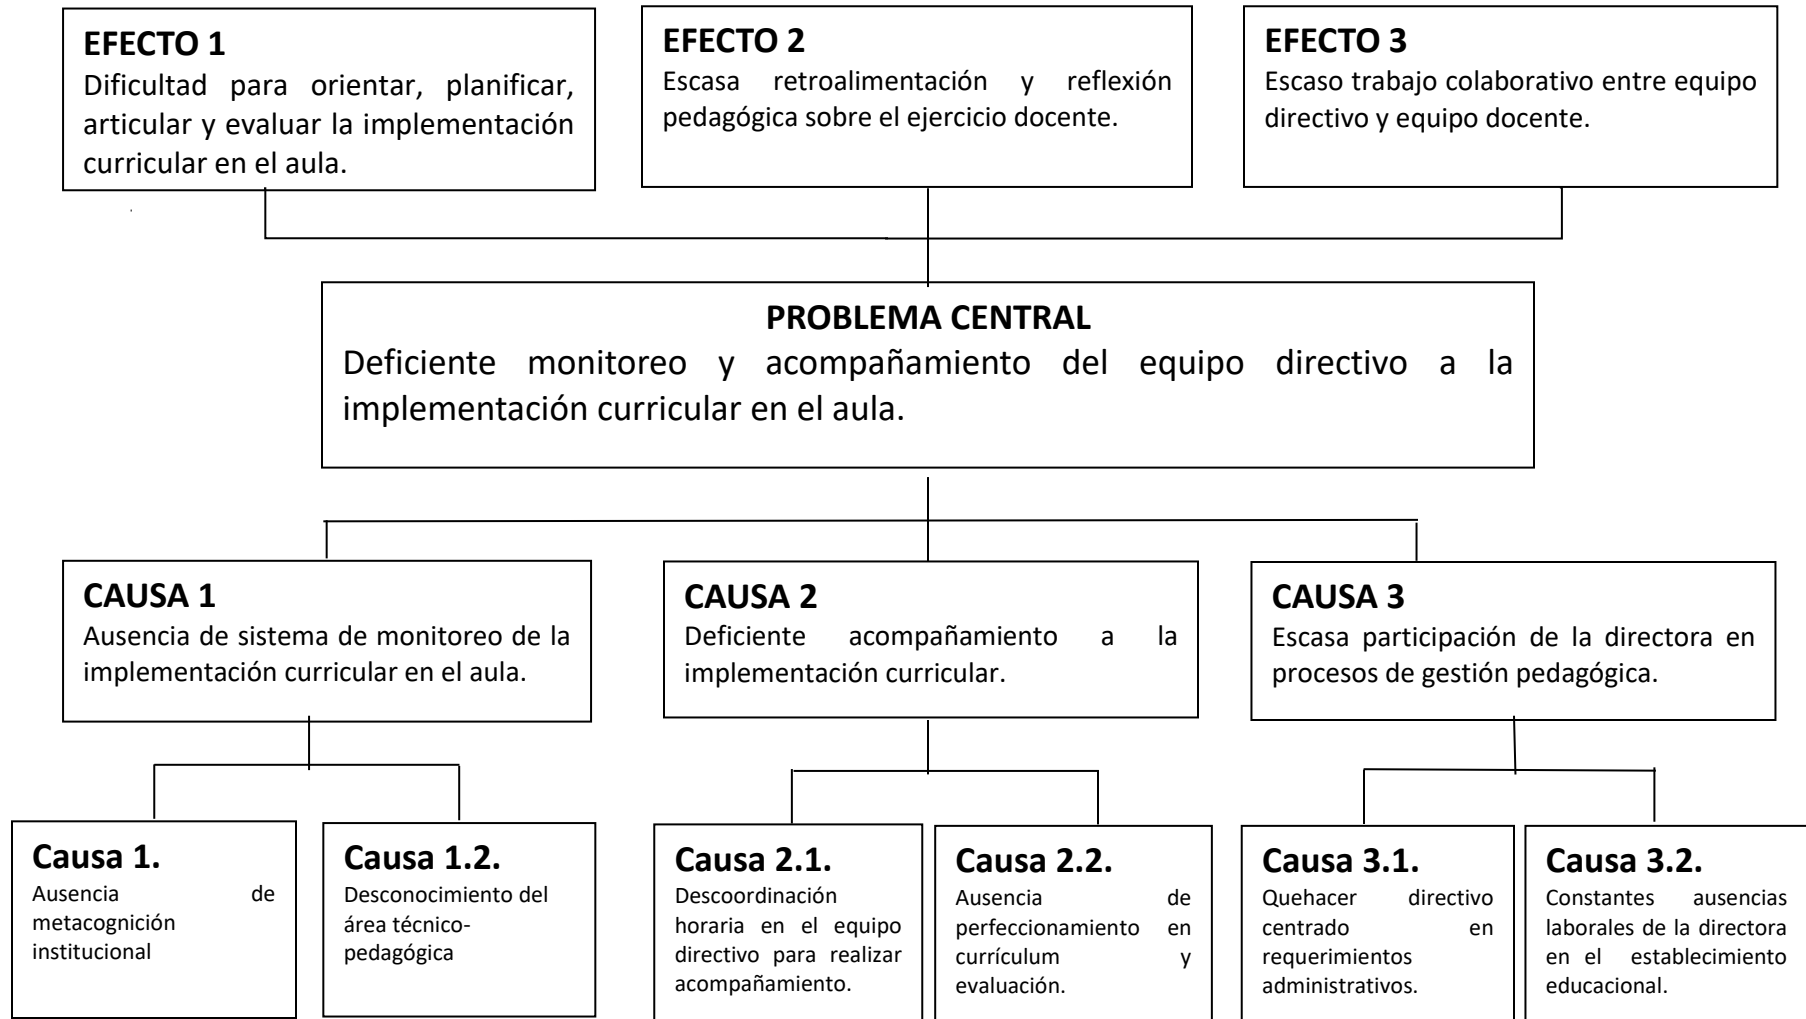 EFECTO 1
Dificultad para orientar, planificar,
articular y evaluar la implementación
curricular en el aula.
EFECTO 2
Escasa retroalimentación y reflexión
pedagógica sobre el ejercicio docente.
EFECTO 3
Escaso trabajo colaborativo entre equipo
directivo y equipo docente.
PROBLEMA CENTRAL
Deficiente monitoreo y acompañamiento del equipo directivo a la
implementación curricular en el aula.
CAUSA 1
Ausencia de sistema de monitoreo de la
implementación curricular en el aula.
CAUSA 2
Deficiente acompañamiento a la
implementación curricular.
CAUSA 3
Escasa participación de la directora en
procesos de gestión pedagógica.
Causa 1.
Ausencia de
metacognición
institucional
Causa 1.2.
Desconocimiento del
área técnico-
pedagógica
Causa 2.1.
Descoordinación
horaria en el equipo
directivo para realizar
acompañamiento.
Causa 2.2.
Ausencia de
perfeccionamiento en
currículum y
evaluación.
Causa 3.1.
Quehacer directivo
centrado en
requerimientos
administrativos.
Causa 3.2.
Constantes ausencias
laborales de la directora
en el establecimiento
educacional.